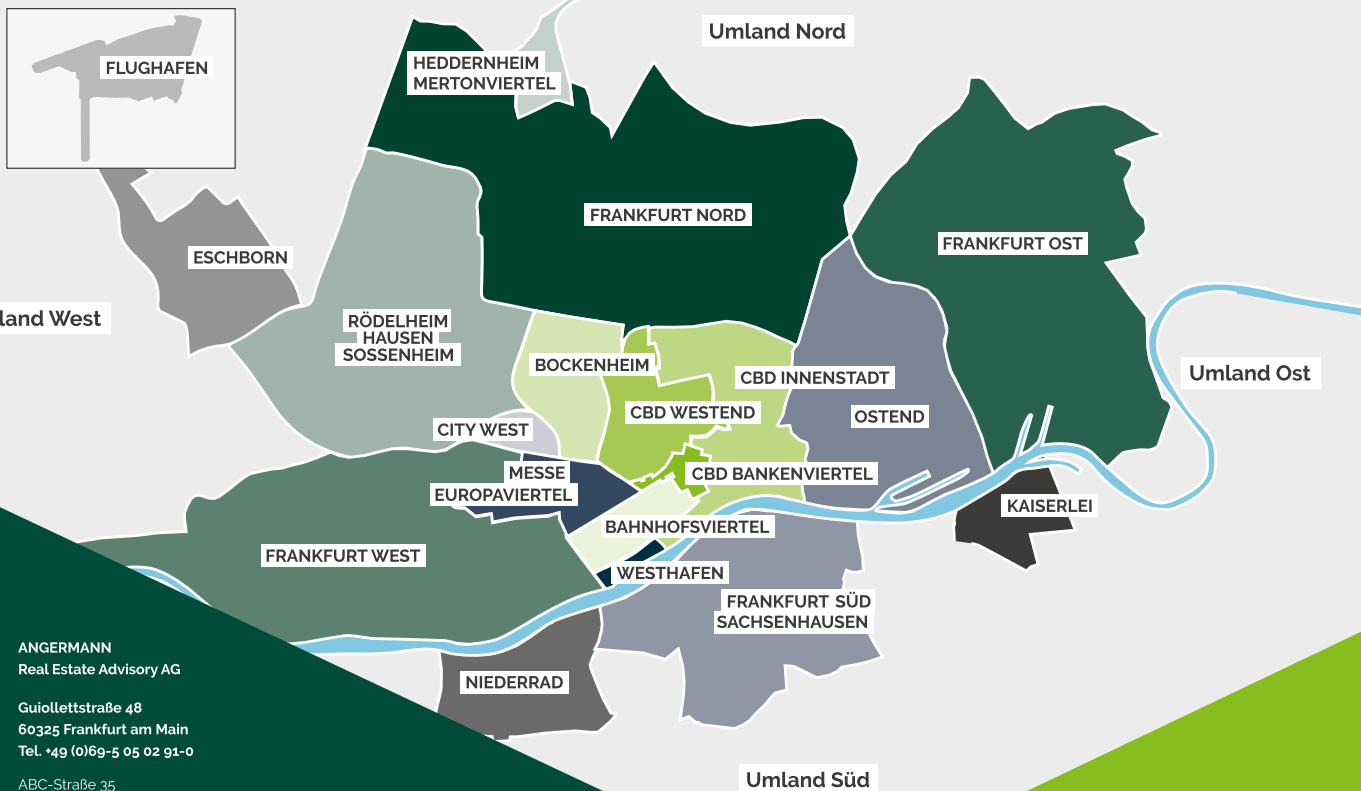 Umland Nord
HEDDERNHEIM
MERTONVIERTEL
FLUGHAFEN
FRANKFURT NORD
FRANKFURT OST
ESCHBORN
land West
RÖDELHEIM
HAUSEN
SOSSENHEIM
BOCKENHEIM
CBD INNENSTADT
Umland Ost
CBD WESTEND
OSTEND
CITY WEST
MESSE
EUROPAVIERTEL
CBD BANKENVIERTEL
KAISERLEI
BAHNHOFSVIERTEL
FRANKFURT WEST
WESTHAFEN
FRANKFURT SÜD
SACHSENHAUSEN
NIEDERRAD
Umland Süd
ANGERMANN
Real Estate Advisory AG
Guiollettstraße 48
60325 Frankfurt am Main
Tel. +49 (0)69-5 05 02 91-0
ABC-Straße 35